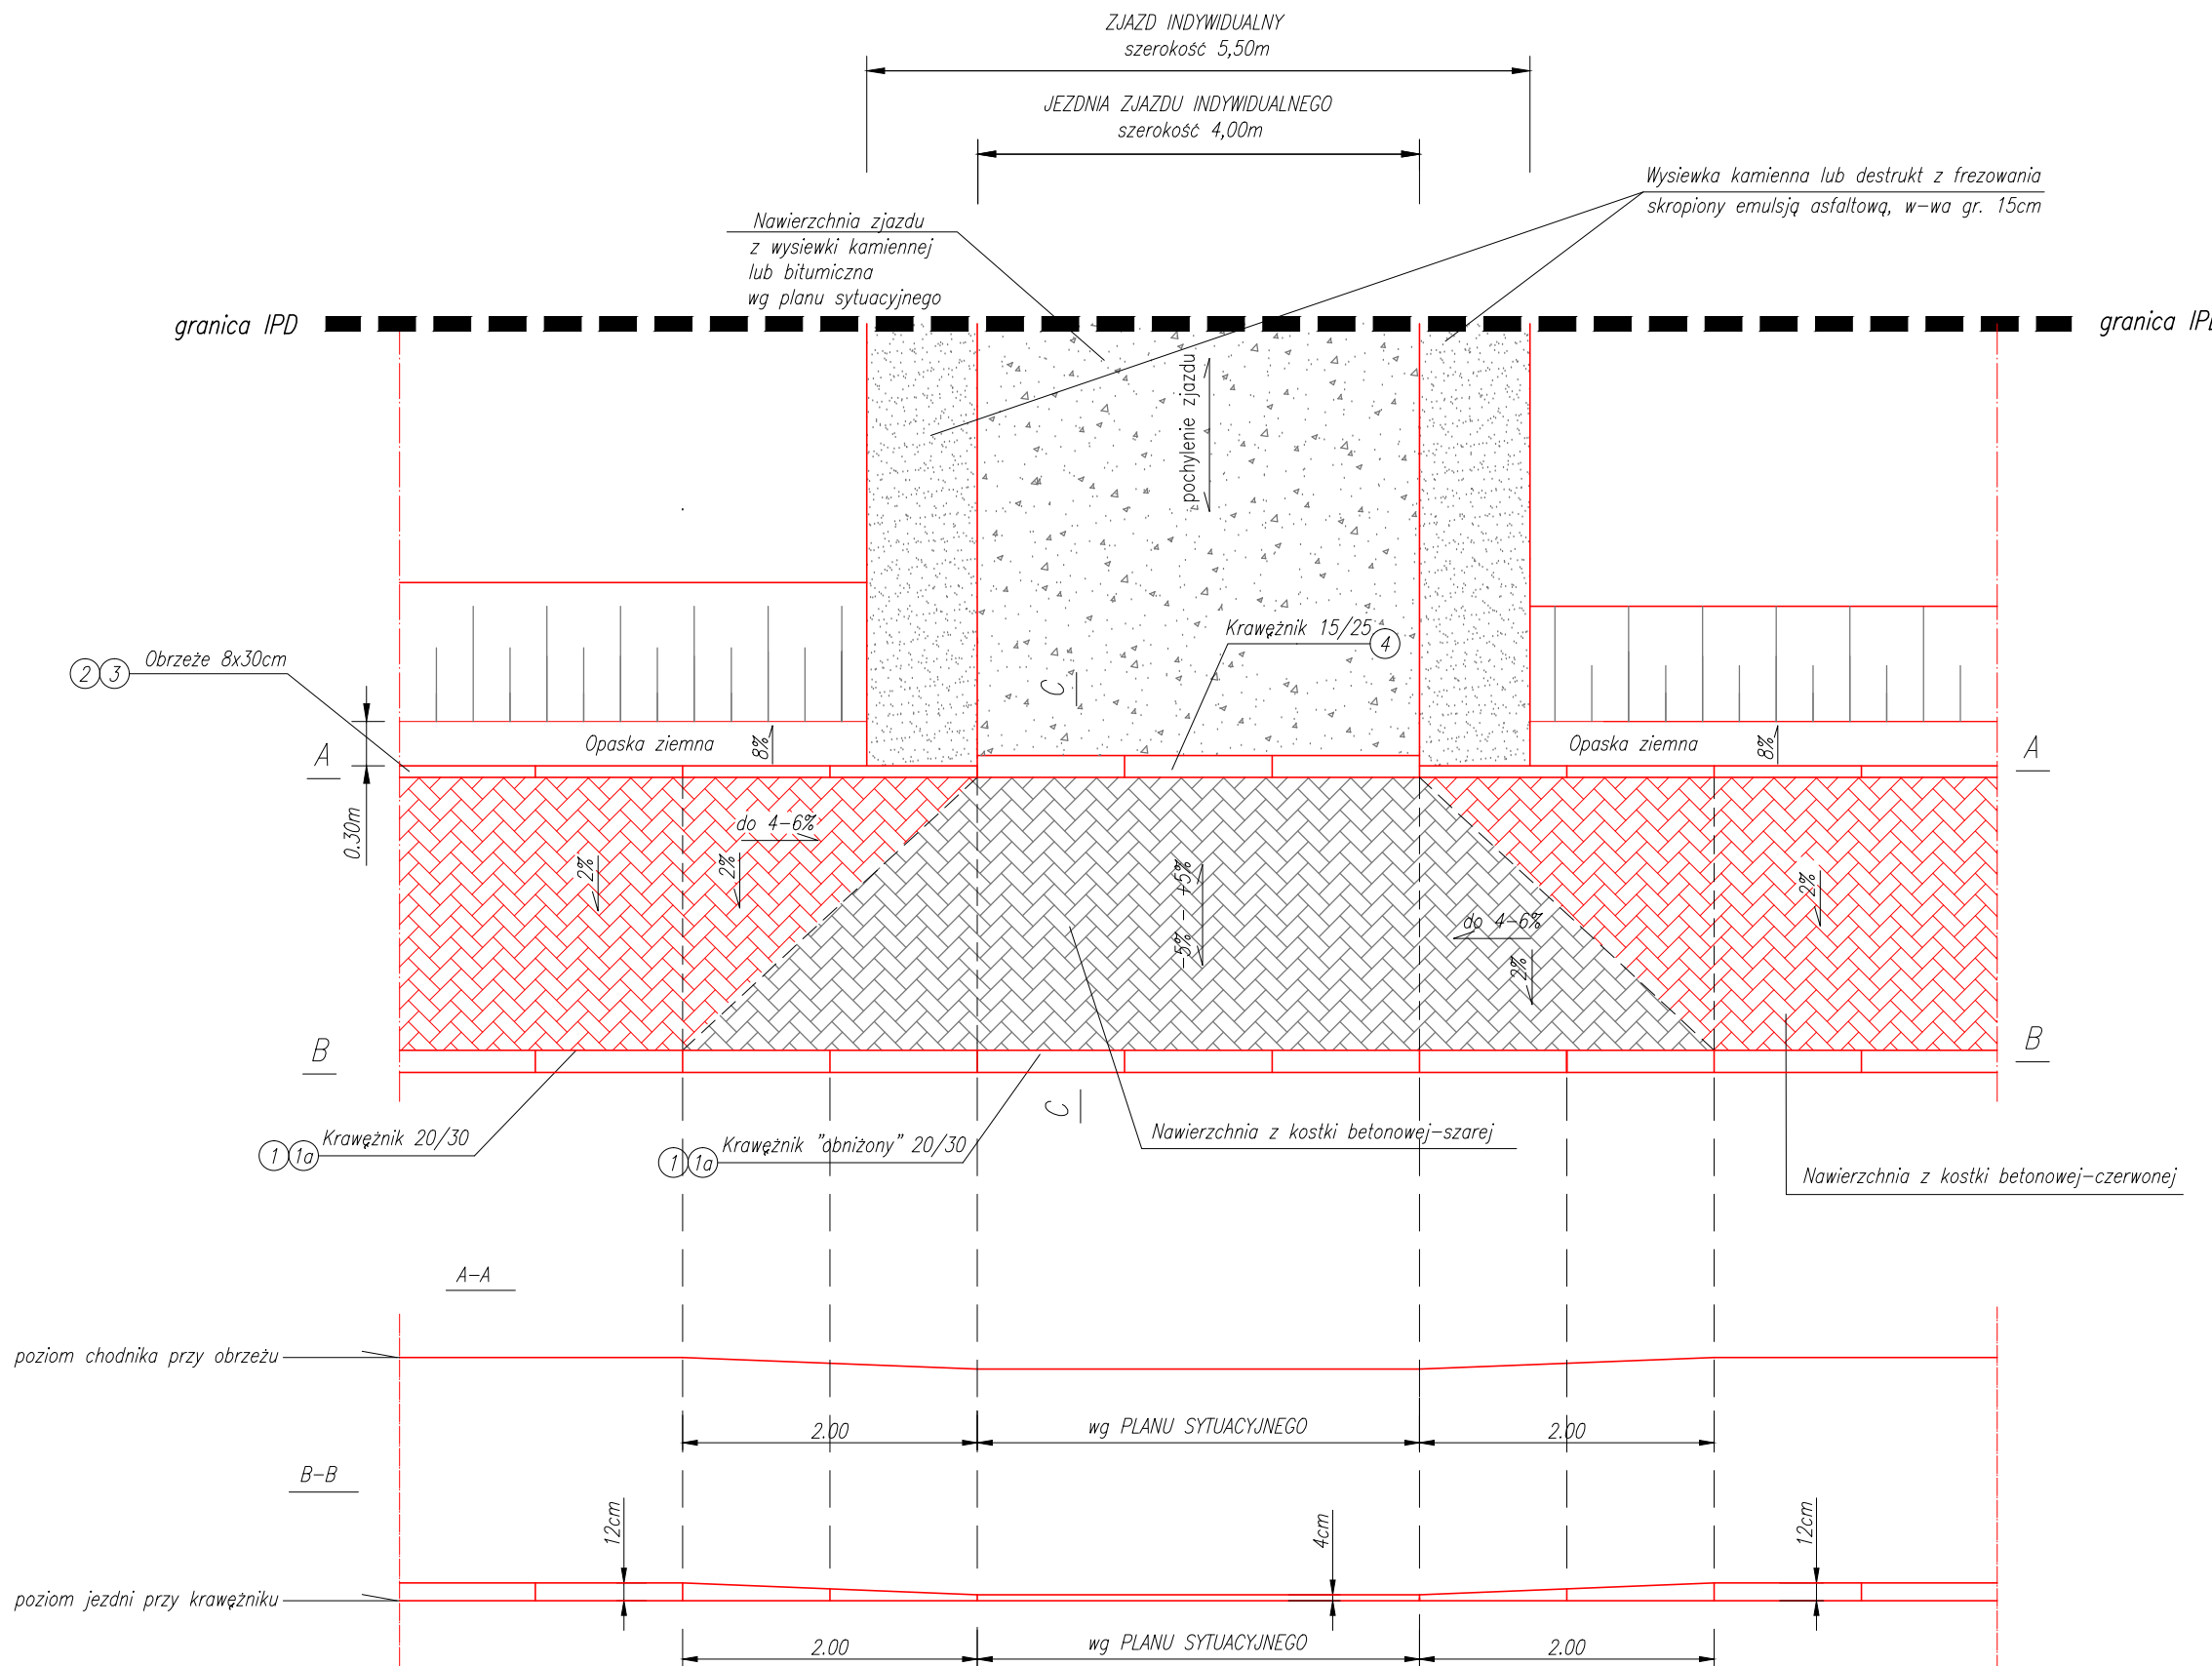 ZJAZD INDYWIDUALNY
szerokość 5,50m
JEZDNIA ZJAZDU INDYWIDUALNEGO
szerokość 4,00m
Wysiewka kamienna lub destrukt z frezowania
skropiony emulsją asfaltową, w-wa gr. 15cm
Nawierzchnia zjazdu
z wysiewki kamiennej
lub bitumiczna
wg planu sytuacyjnego
granica IPD
granica IPD
pochylenie zjazdu
Krawężnik 15/25 4
2 3 Obrzeże 8x30cm
C
Opaska ziemna
8%
Opaska ziemna
8%
A
A
0.30m
do 4-6%
2%
2%
-5% - +5%
do 4-6%
2%
2%
B
B
C
1 1a Krawężnik 20/30
1 1a Krawężnik "obniżony" 20/30
Nawierzchnia z kostki betonowej-szarej
Nawierzchnia z kostki betonowej-czerwonej
A-A
poziom chodnika przy obrzeżu
2.00
wg PLANU SYTUACYJNEGO
2.00
B-B
12cm
4cm
12cm
poziom jezdni przy krawężniku
2.00
wg PLANU SYTUACYJNEGO
2.00